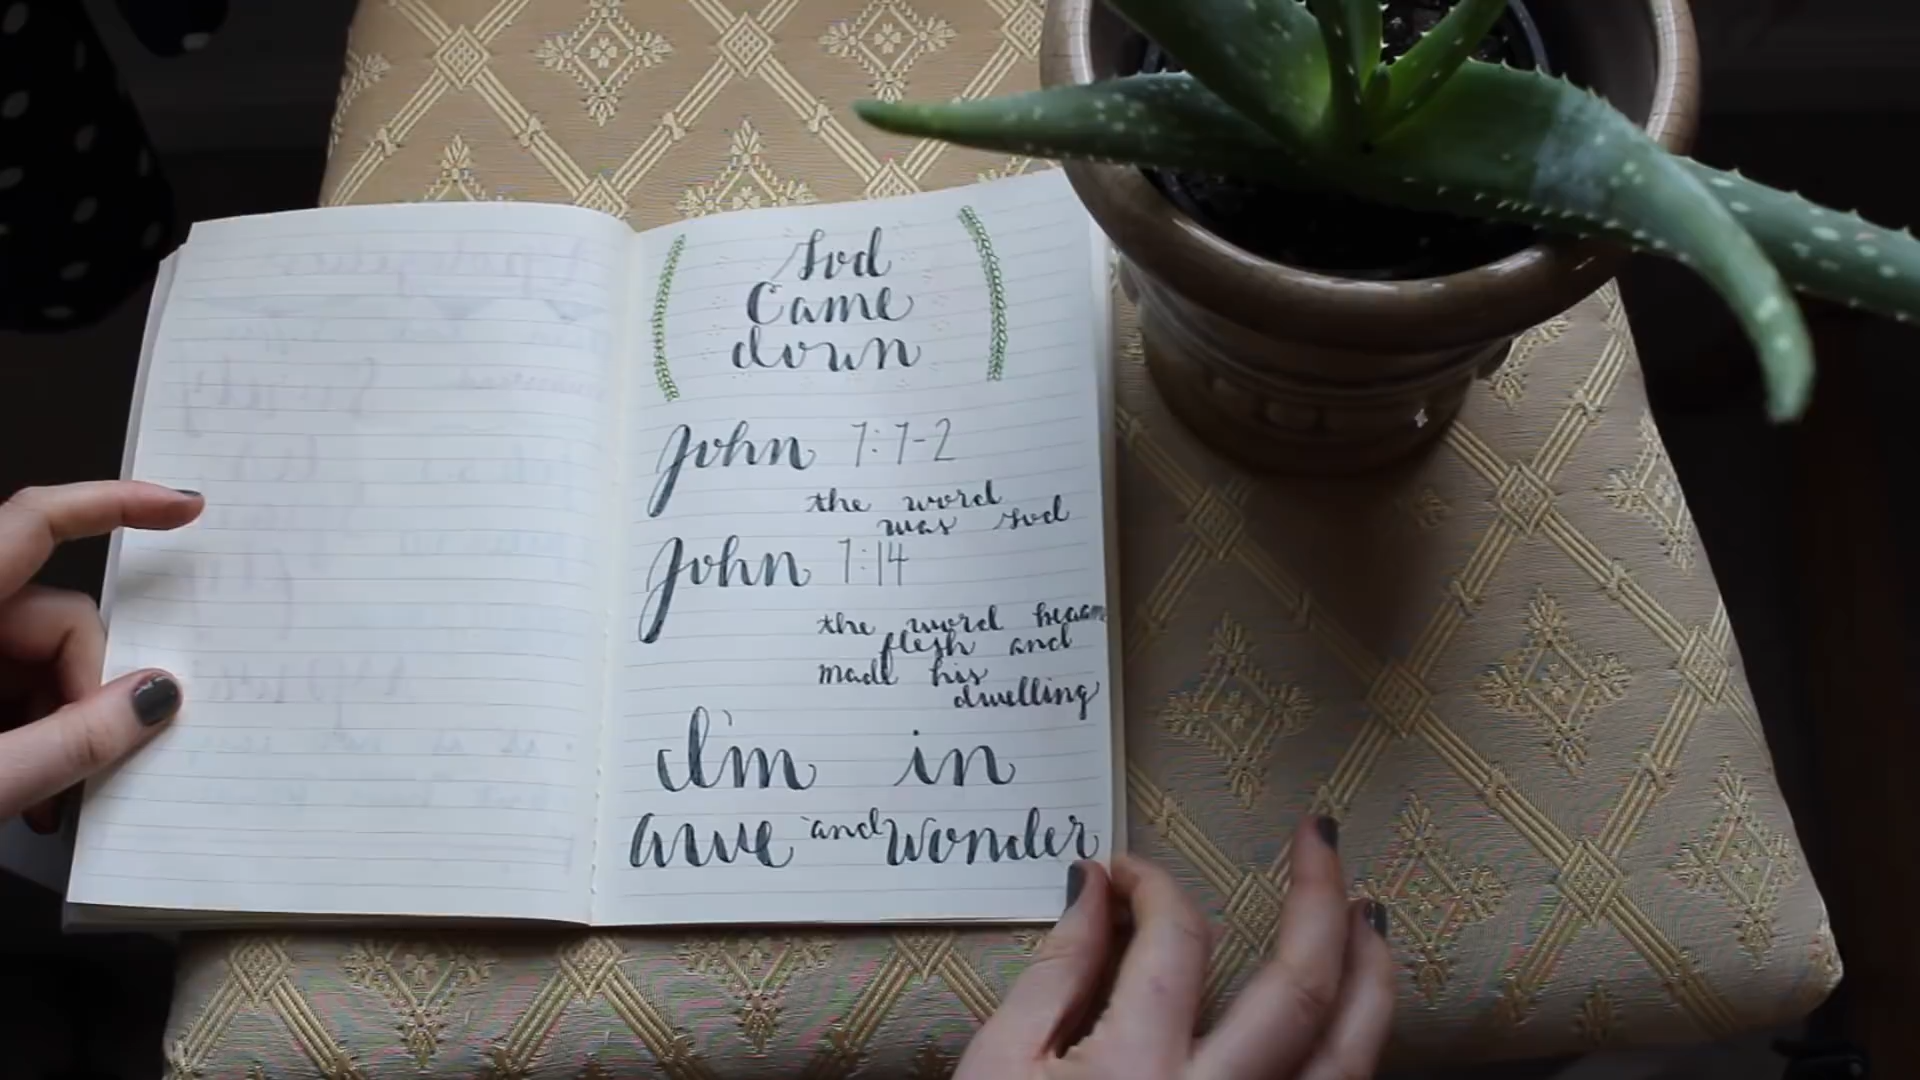 God
Came
down
John 1:1-2
the word
was God
John 1:14
the word became
flesh and
made his
dwelling
I'm in
awe and wonder